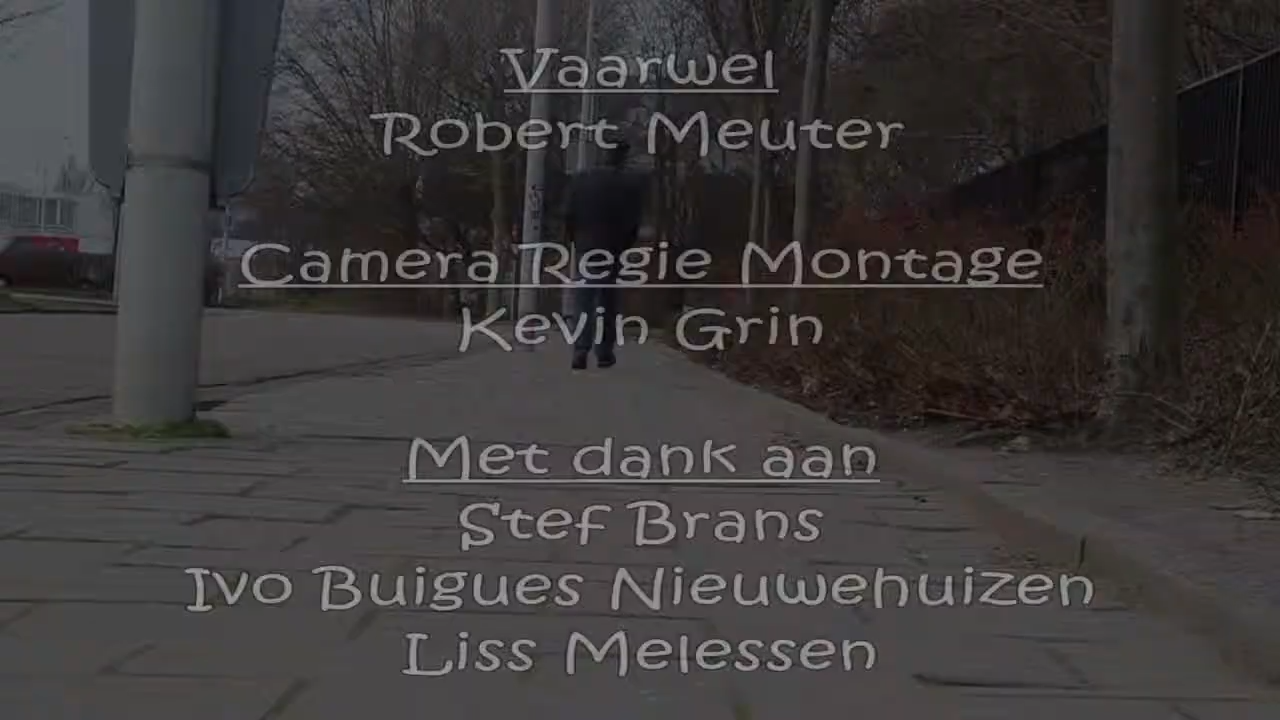 Vaarwel
Robert Meuter
Camera Regie Montage
Kevin Grin
Met dank aan
Stef Brans
Ivo Buigues Nieuwehuizen
Liss Melessen